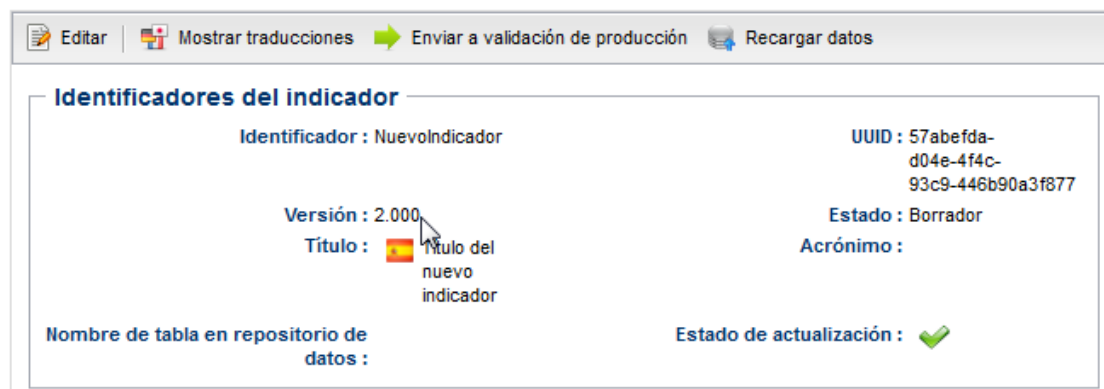 Editar Mostrar traducciones Enviar a validación de producción Recargar datos
Identificadores del indicador
Identificador : NuevoIndicador UUID : 57abefda-
d04e-4f4c-
93c9-446b90a3f877
Versión : 2.000 Estado : Borrador
Título : Título del Acrónimo :
nuevo
indicador
Nombre de tabla en repositorio de Estado de actualización :
datos :